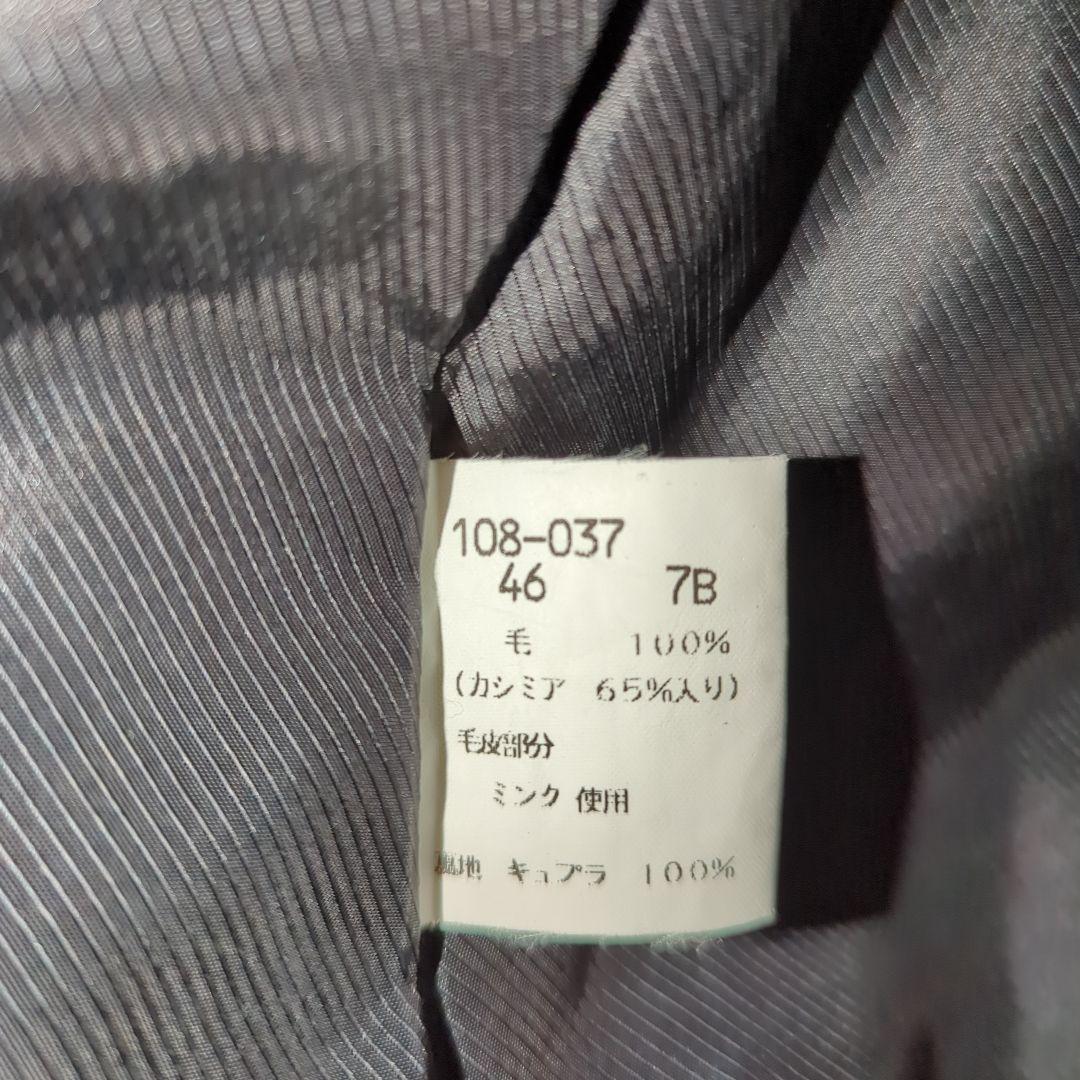 108-037
46 7B
毛 100%
(カシミア 65%入り)
毛皮部分
ミンク 使用
裏地 キュプラ 100%